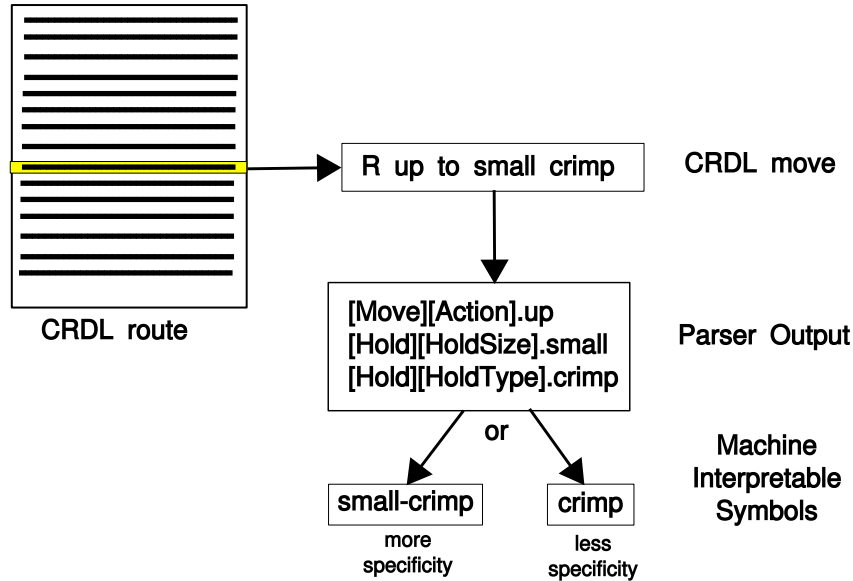 R up to small crimp
CRDL move
CRDL route
[Move][Action].up
[Hold][HoldSize].small
[Hold][HoldType].crimp
Parser Output
or
Machine
Interpretable
Symbols
small-crimp
crimp
more
specificity
less
specificity